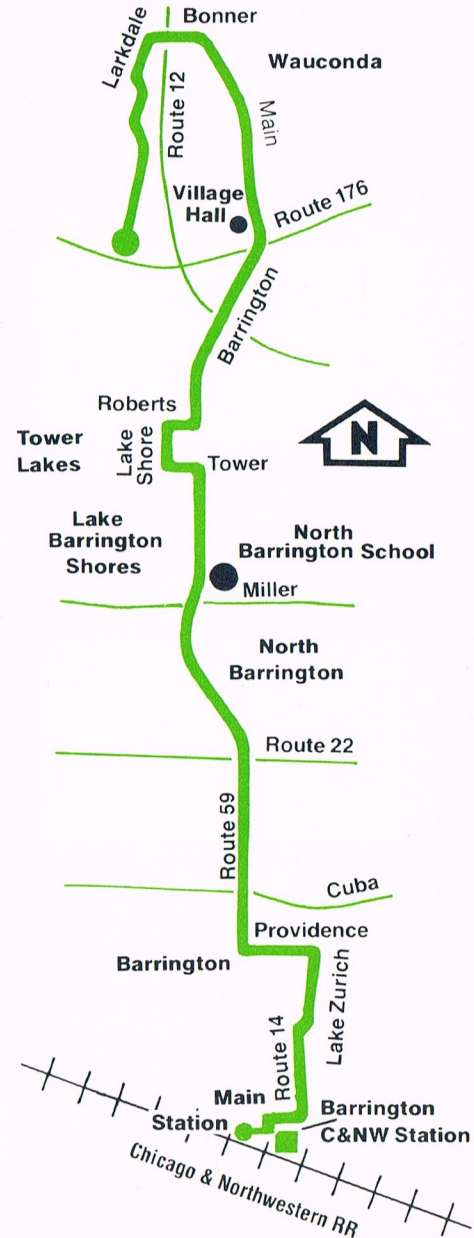 Bonner
Larkdale
Wauconda
Route 12
Main
Village
Hall
Route 176
Barrington
Roberts
Lake
Shore
Tower
Lakes
N
Tower
Lake
Barrington
Shores
North
Barrington School
Miller
North
Barrington
Route 22
Route 59
Cuba
Providence
Barrington
Lake Zurich
Route 14
Main
Station
Barrington
C&NW Station
Chicago & Northwestern RR